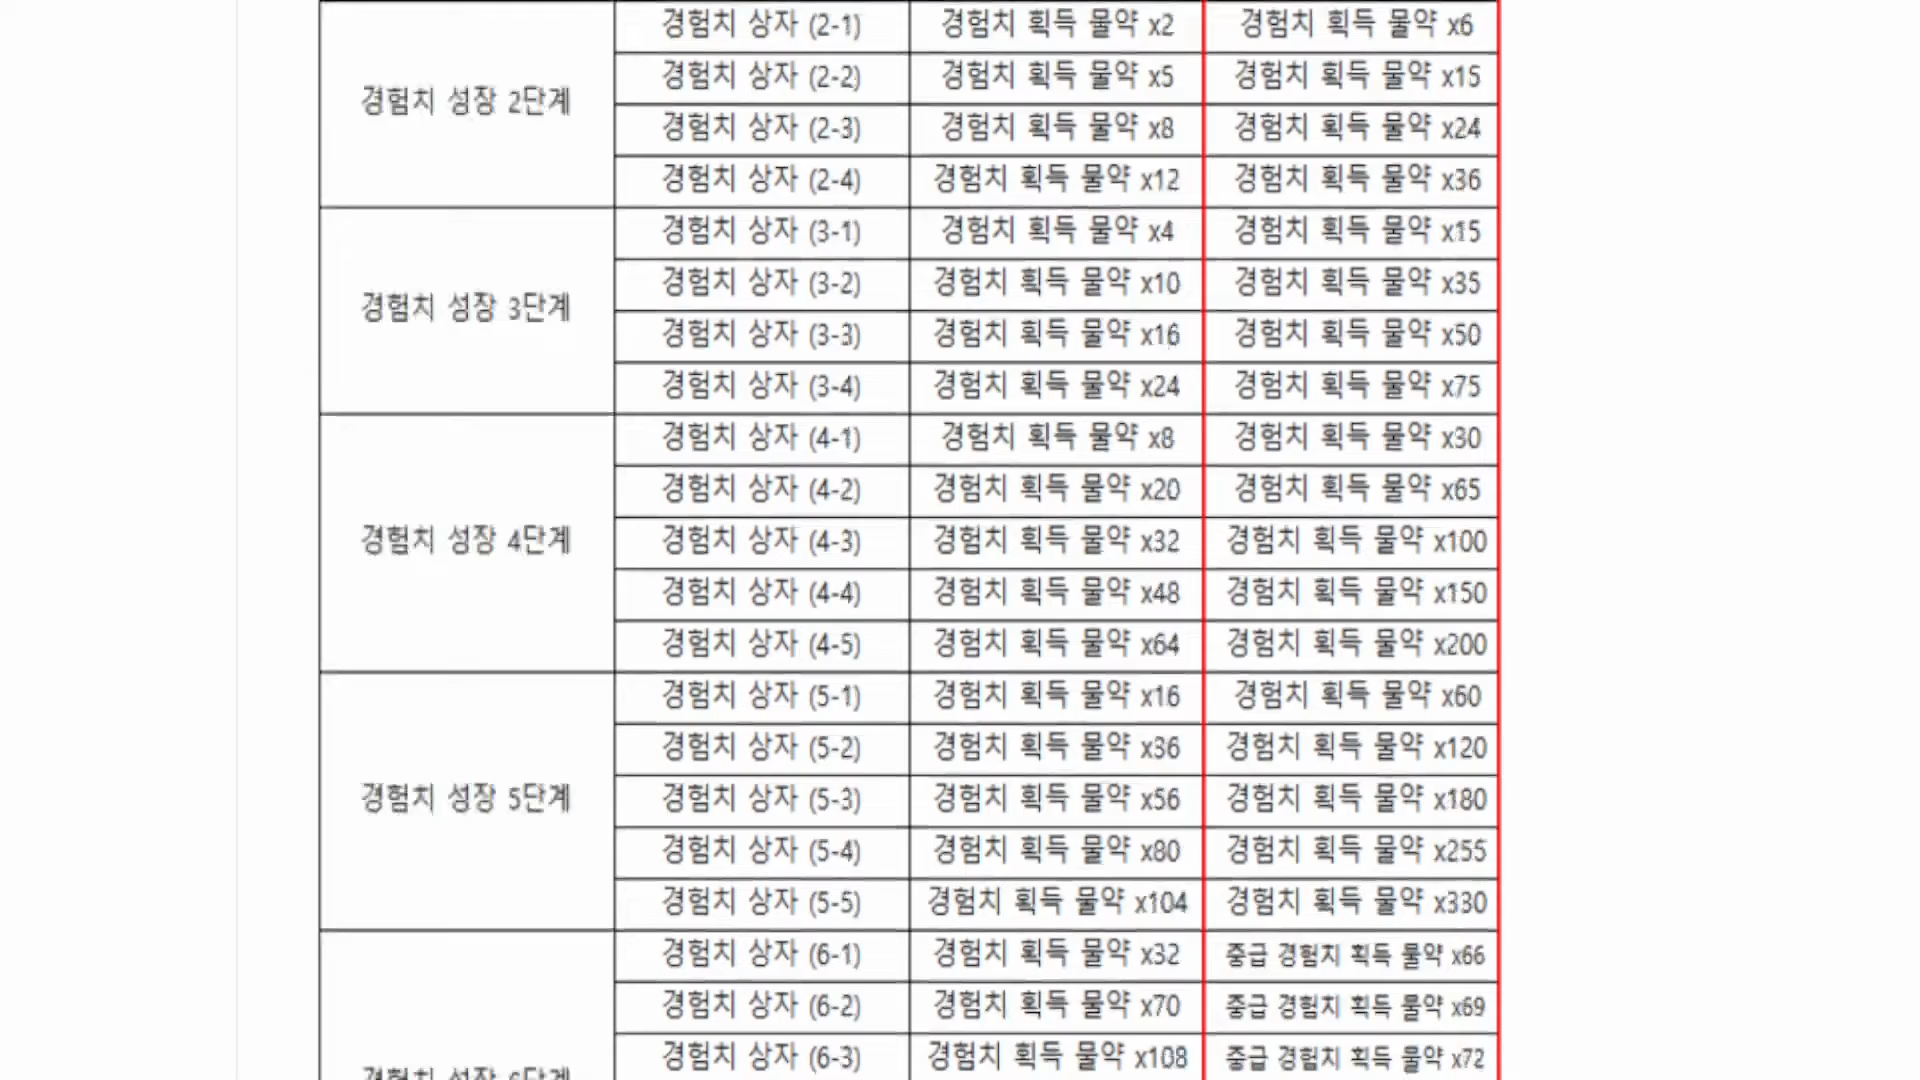 경험치 성장 2단계
경험치 상자 (2-1) 경험치 획득 물약 x2 경험치 획득 물약 x6
경험치 상자 (2-2) 경험치 획득 물약 x5 경험치 획득 물약 x15
경험치 상자 (2-3) 경험치 획득 물약 x8 경험치 획득 물약 x24
경험치 상자 (2-4) 경험치 획득 물약 x12 경험치 획득 물약 x36
경험치 성장 3단계
경험치 상자 (3-1) 경험치 획득 물약 x4 경험치 획득 물약 x15
경험치 상자 (3-2) 경험치 획득 물약 x10 경험치 획득 물약 x35
경험치 상자 (3-3) 경험치 획득 물약 x16 경험치 획득 물약 x50
경험치 상자 (3-4) 경험치 획득 물약 x24 경험치 획득 물약 x75
경험치 성장 4단계
경험치 상자 (4-1) 경험치 획득 물약 x8 경험치 획득 물약 x30
경험치 상자 (4-2) 경험치 획득 물약 x20 경험치 획득 물약 x65
경험치 상자 (4-3) 경험치 획득 물약 x32 경험치 획득 물약 x100
경험치 상자 (4-4) 경험치 획득 물약 x48 경험치 획득 물약 x150
경험치 상자 (4-5) 경험치 획득 물약 x64 경험치 획득 물약 x200
경험치 성장 5단계
경험치 상자 (5-1) 경험치 획득 물약 x16 경험치 획득 물약 x60
경험치 상자 (5-2) 경험치 획득 물약 x36 경험치 획득 물약 x120
경험치 상자 (5-3) 경험치 획득 물약 x56 경험치 획득 물약 x180
경험치 상자 (5-4) 경험치 획득 물약 x80 경험치 획득 물약 x255
경험치 상자 (5-5) 경험치 획득 물약 x104 경험치 획득 물약 x330
경험치 성장 6단계
경험치 상자 (6-1) 경험치 획득 물약 x32 중급 경험치 획득 물약 x66
경험치 상자 (6-2) 경험치 획득 물약 x70 중급 경험치 획득 물약 x69
경험치 상자 (6-3) 경험치 획득 물약 x108 중급 경험치 획득 물약 x72